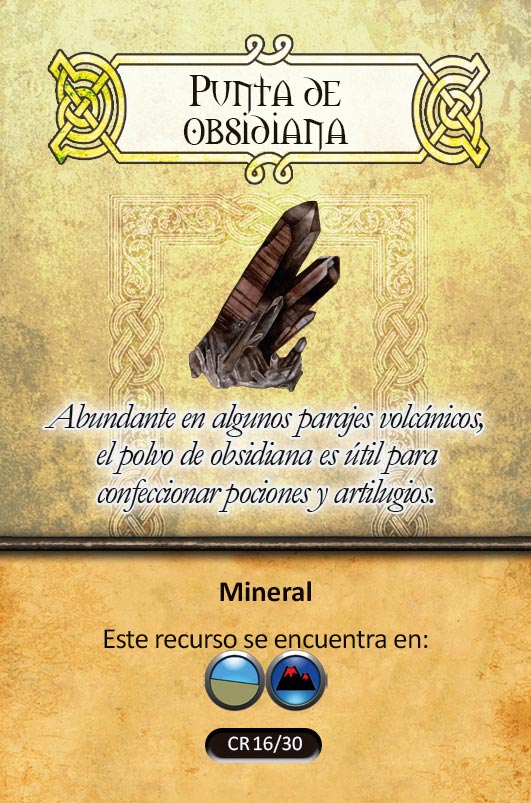 Punta de
obsidiana
Abundante en algunos parajes volcánicos,
el polvo de obsidiana es útil para
confeccionar pociones y artilugios.
Mineral
Este recurso se encuentra en:
CR 16/30